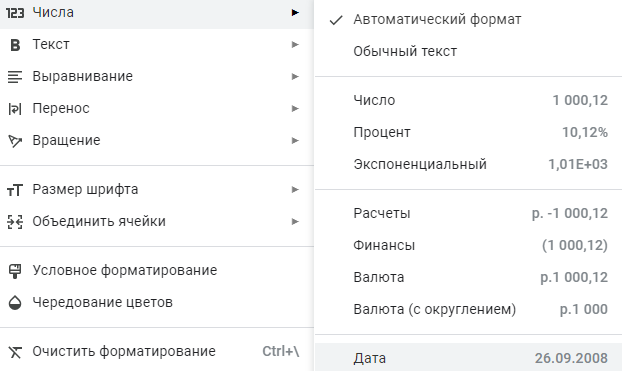 123 Числа
B Текст
Выравнивание
Перенос
Вращение
Размер шрифта
Объединить ячейки
Условное форматирование
Чередование цветов
Очистить форматирование Ctrl+\
Автоматический формат
Обычный текст
Число 1 000,12
Процент 10,12%
Экспоненциальный 1,01E+03
Расчеты р. -1 000,12
Финансы (1 000,12)
Валюта р.1 000,12
Валюта (с округлением) р.1 000
Дата 26.09.2008